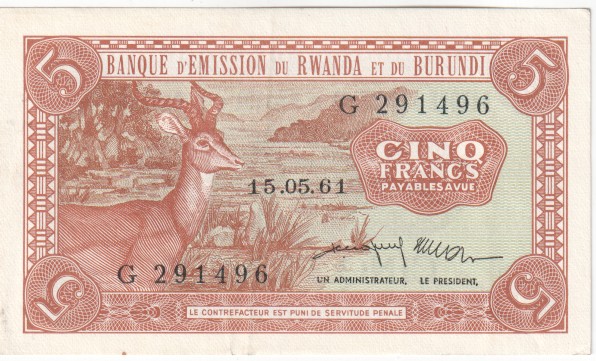 5 5
BANQUE D'EMISSION DU RWANDA ET DU BURUNDI
G 291496
CINQ
FRANCS
PAYABLES A VUE
15.05.61
G 291496
UN ADMINISTRATEUR. LE PRESIDENT,
5 5
LE CONTREFACTEUR EST PUNI DE SERVITUDE PENALE